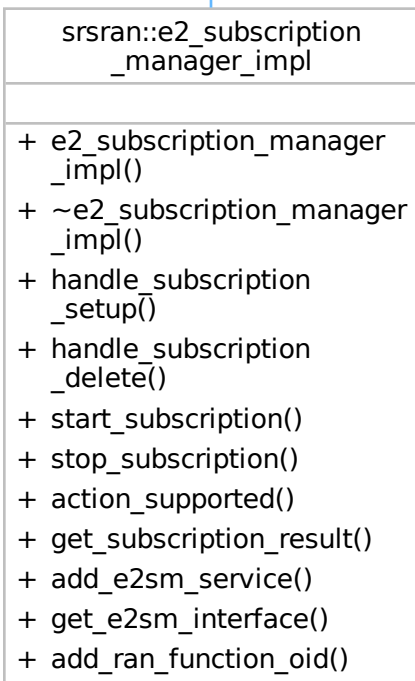 srsran::e2_subscription
_manager_impl
+ e2_subscription_manager
_impl()
+ ~e2_subscription_manager
_impl()
+ handle_subscription
_setup()
+ handle_subscription
_delete()
+ start_subscription()
+ stop_subscription()
+ action_supported()
+ get_subscription_result()
+ add_e2sm_service()
+ get_e2sm_interface()
+ add_ran_function_oid()